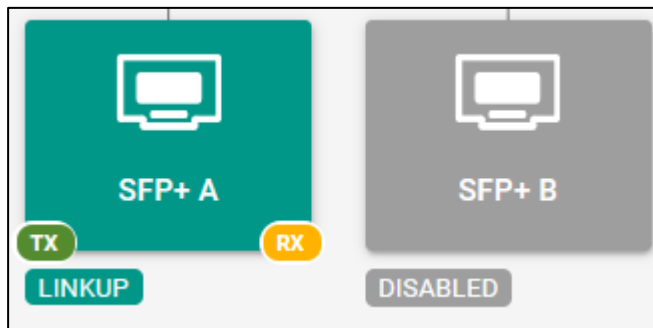 SFP+ A
SFP+ B
TX
RX
LINKUP
DISABLED